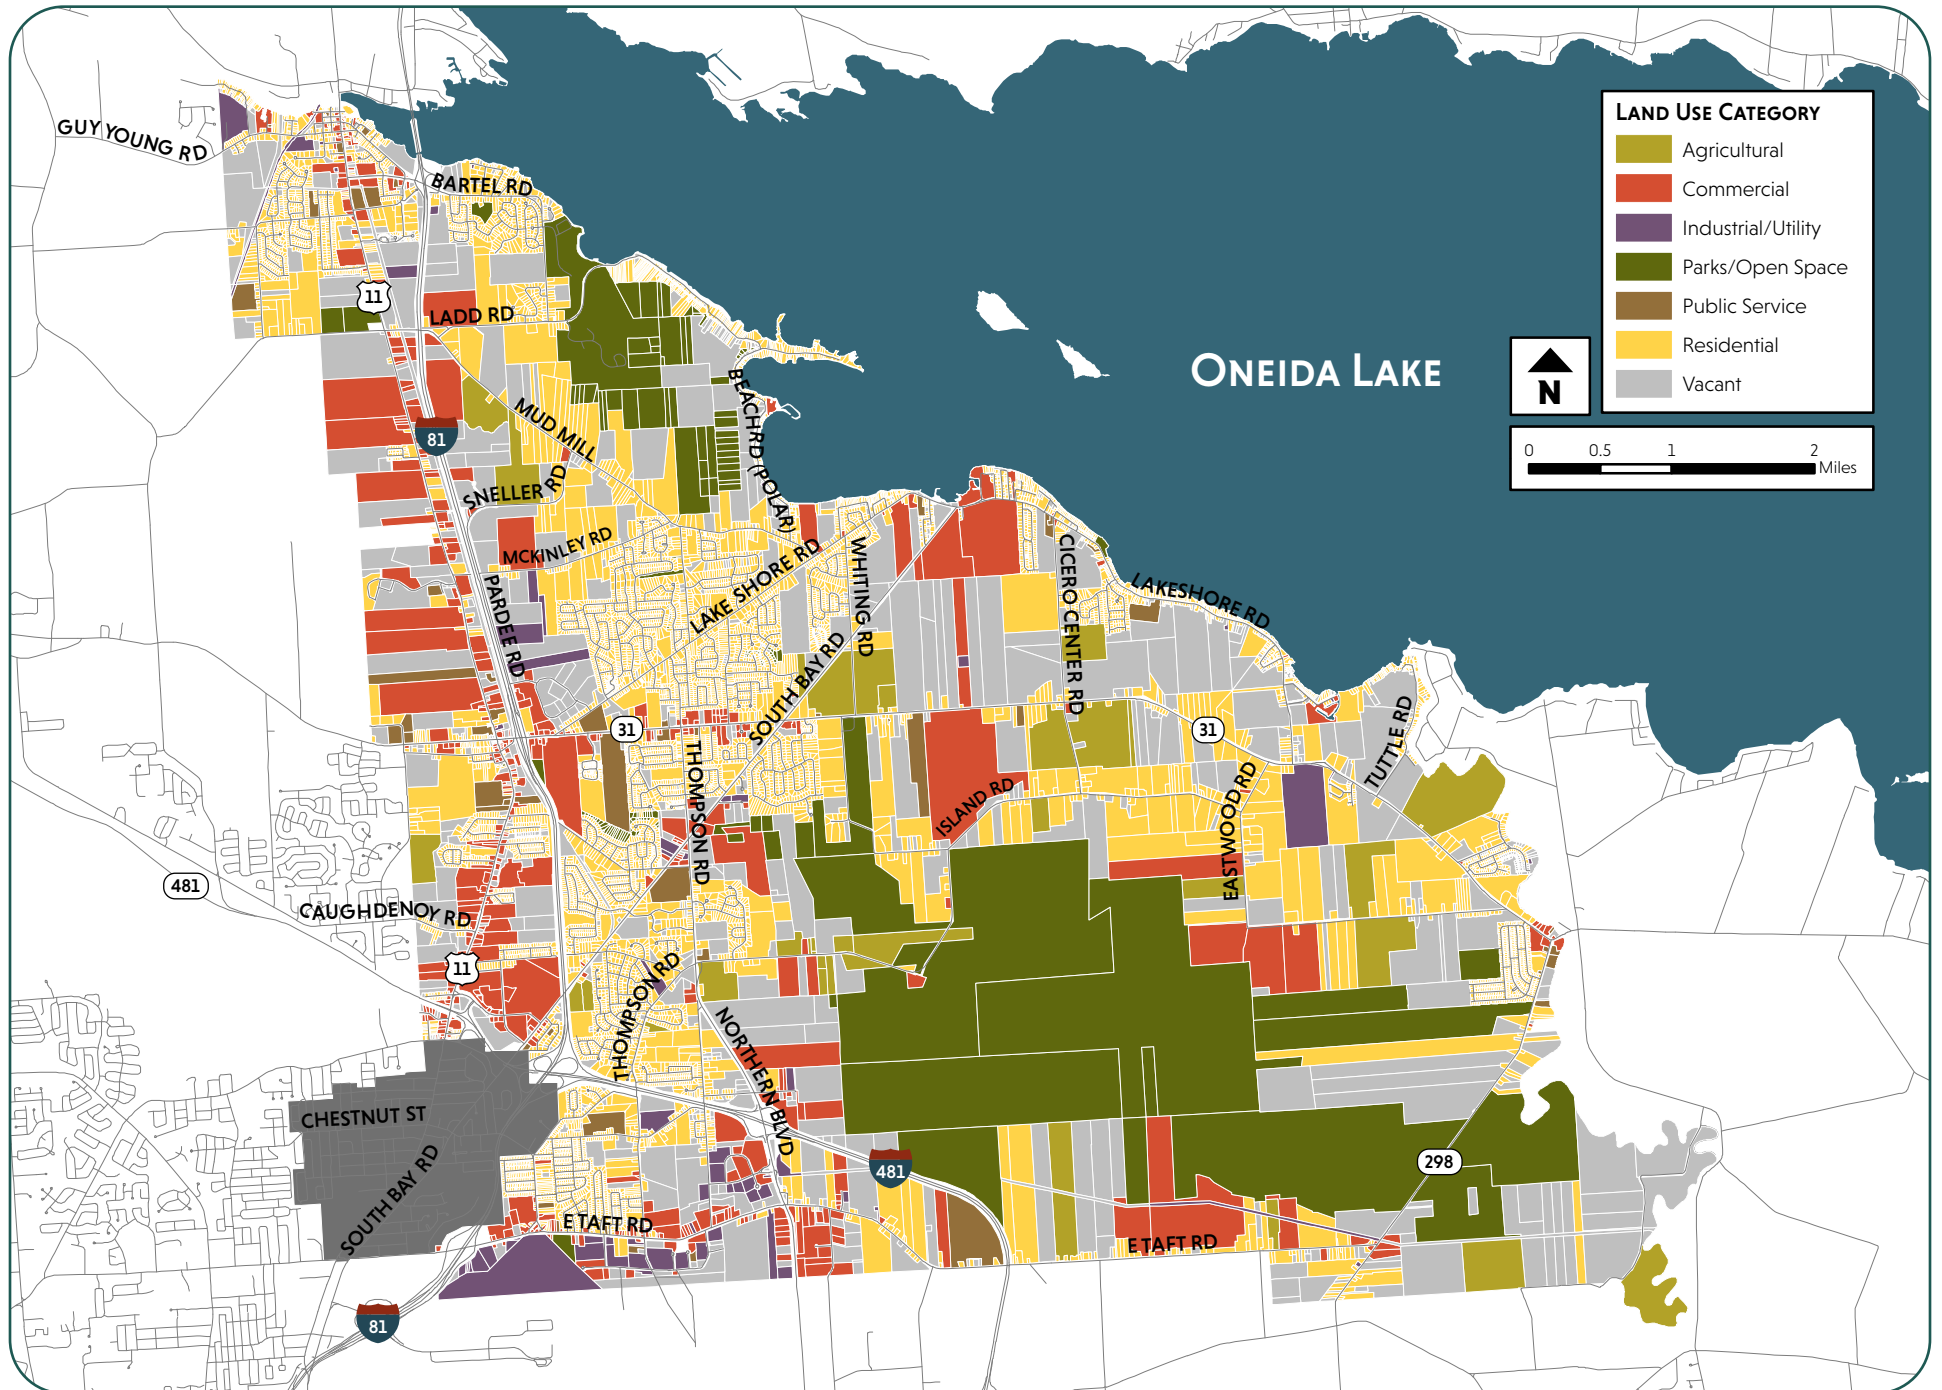 GUY YOUNG RD
BARTEL RD
11
LADD RD
81
MUD MILL
SNELLER RD
BEACH RD (POLAR)
MCKINLEY RD
PARDEE RD
LAKE SHORE RD
WHITING RD
SOUTH BAY RD
CICERO CENTER RD
LAKESHORE RD
ONEIDA LAKE
LAND USE CATEGORY
Agricultural
Commercial
Industrial/Utility
Parks/Open Space
Public Service
Residential
Vacant
N
0 0.5 1 2 Miles
31
31
THOMPSON RD
ISLAND RD
EASTWOOD RD
TUTTLE RD
481
CAUGHDENOY RD
11
THOMPSON RD
NORTHERN BLVD
CHESTNUT ST
SOUTH BAY RD
481
298
E TAFT RD
E TAFT RD
81